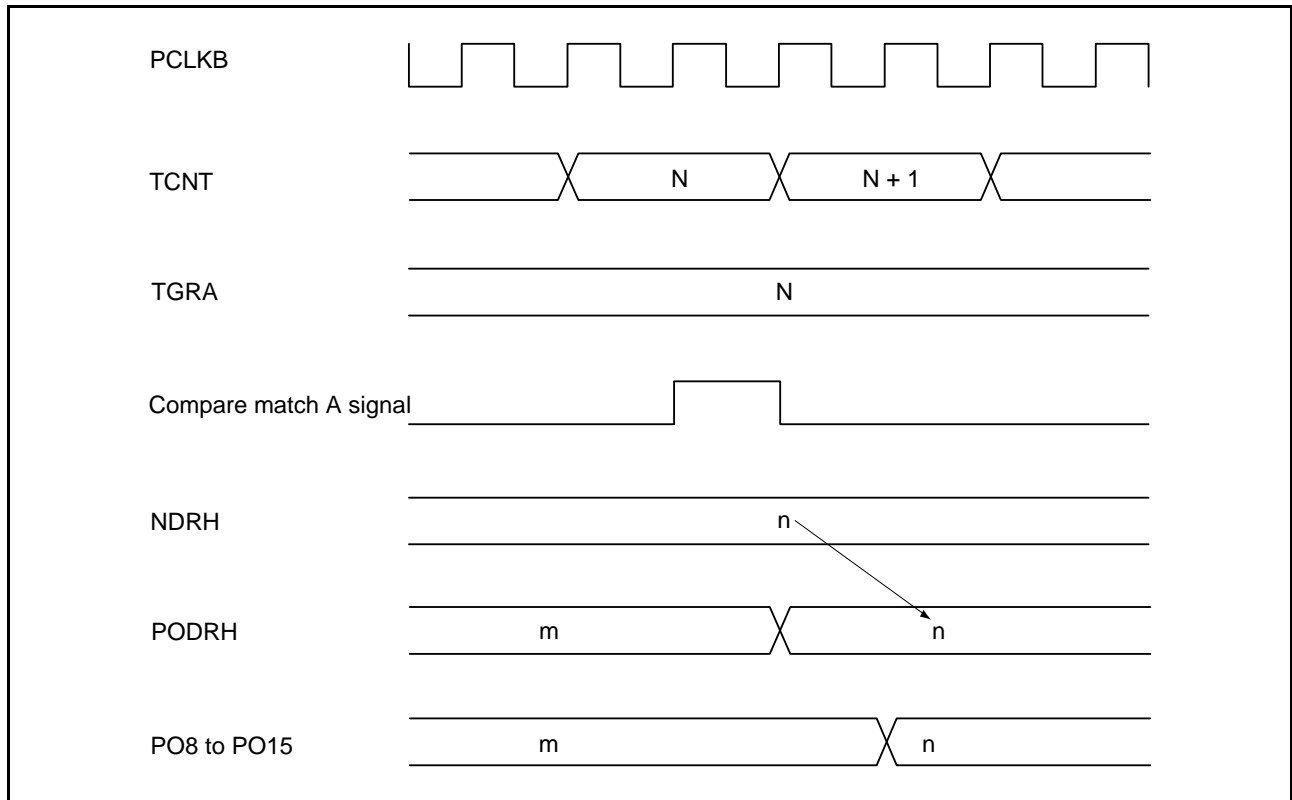 PCLKB
TCNT N N + 1
TGRA N
Compare match A signal
NDRH n
PODRH m n
PO8 to PO15 m n